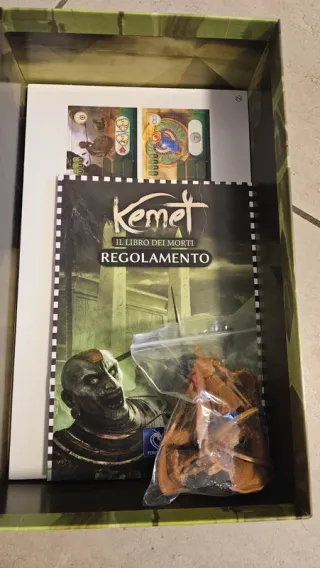 Kemet
IL LIBRO DEI MORTI
REGOLAMENTO